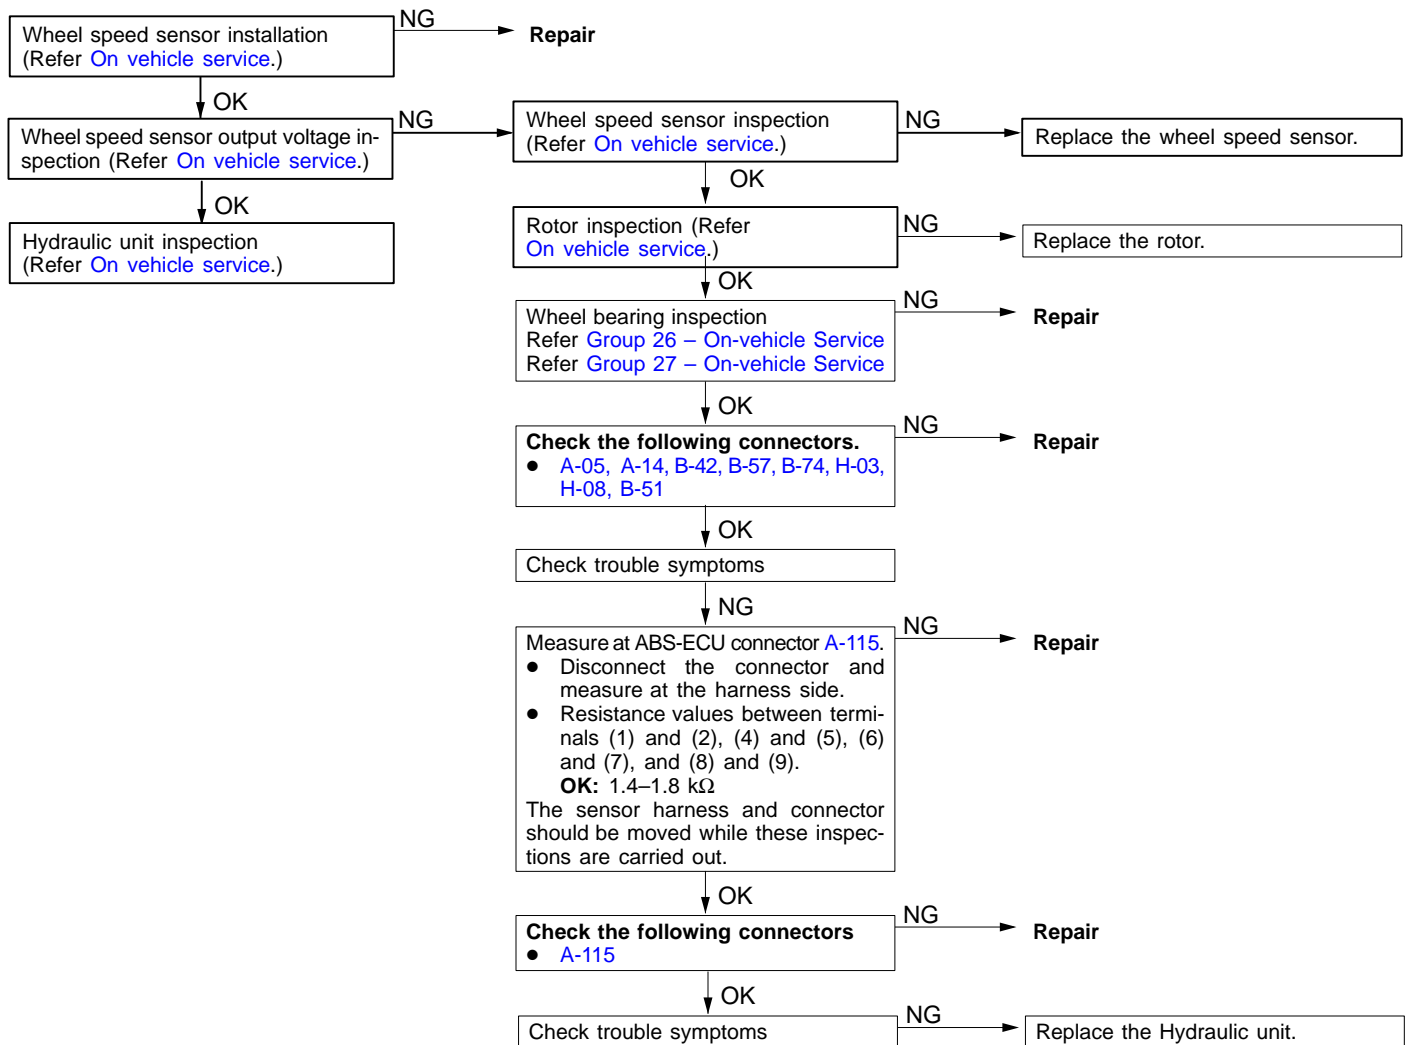 Wheel speed sensor installation
(Refer On vehicle service.)
NG
Repair
OK
Wheel speed sensor output voltage in-
spection (Refer On vehicle service.)
NG
Wheel speed sensor inspection
(Refer On vehicle service.)
NG
Replace the wheel speed sensor.
OK
OK
Hydraulic unit inspection
(Refer On vehicle service.)
Rotor inspection (Refer
On vehicle service.)
NG
Replace the rotor.
OK
Wheel bearing inspection
Refer Group 26 – On-vehicle Service
Refer Group 27 – On-vehicle Service
NG
Repair
OK
Check the following connectors.
● A-05, A-14, B-42, B-57, B-74, H-03,
H-08, B-51
NG
Repair
OK
Check trouble symptoms
NG
Measure at ABS-ECU connector A-115.
● Disconnect the connector and
measure at the harness side.
● Resistance values between termi-
nals (1) and (2), (4) and (5), (6)
and (7), and (8) and (9).
OK: 1.4–1.8 kΩ
The sensor harness and connector
should be moved while these inspec-
tions are carried out.
NG
Repair
OK
Check the following connectors
● A-115
NG
Repair
OK
Check trouble symptoms
NG
Replace the Hydraulic unit.